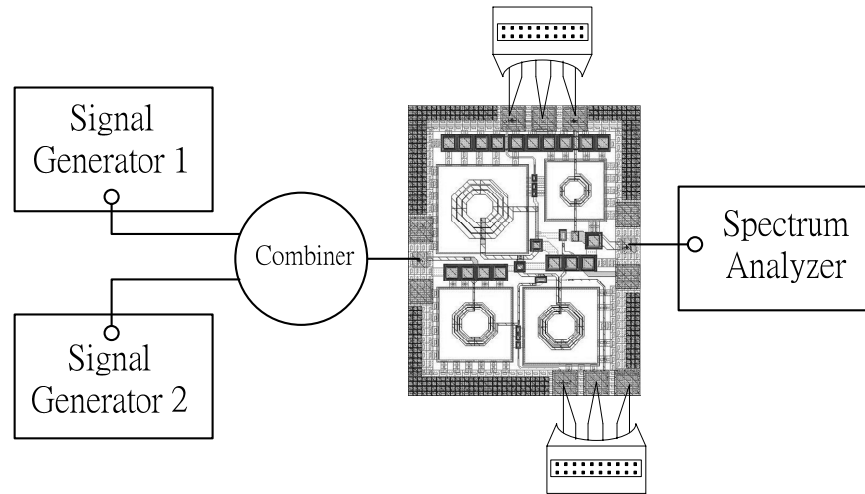 Signal
Generator 1
Combiner
Spectrum
Analyzer
Signal
Generator 2